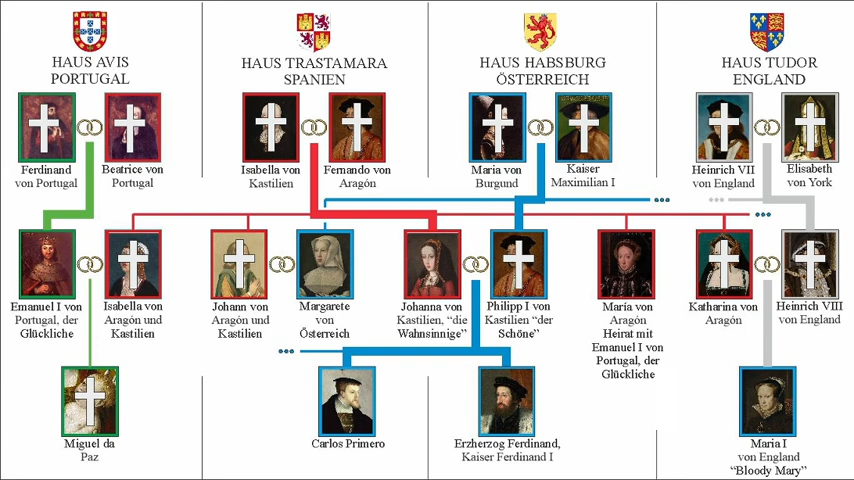 HAUS AVIS
PORTUGAL
HAUS TRASTAMARA
SPANIEN
HAUS HABSBURG
ÖSTERREICH
HAUS TUDOR
ENGLAND
Ferdinand
von Portugal
Beatrice von
Portugal
Isabella von
Kastilien
Fernando von
Aragón
Maria von
Burgund
Kaiser
Maximilian I
Heinrich VII
von England
Elisabeth
von York
Emanuel I von
Portugal, der
Glückliche
Isabella von
Aragón und
Kastilien
Johann von
Aragón und
Kastilien
Margarete
von
Österreich
Johanna von
Kastilien, “die
Wahnsinnige”
Philipp I von
Kastilien “der
Schöne”
Maria von
Aragón
Heirat mit
Emanuel I von
Portugal, der
Glückliche
Katharina von
Aragón
Heinrich VIII
von England
Miguel da
Paz
Carlos Primero
Erzherzog Ferdinand,
Kaiser Ferdinand I
Maria I
von England
“Bloody Mary”